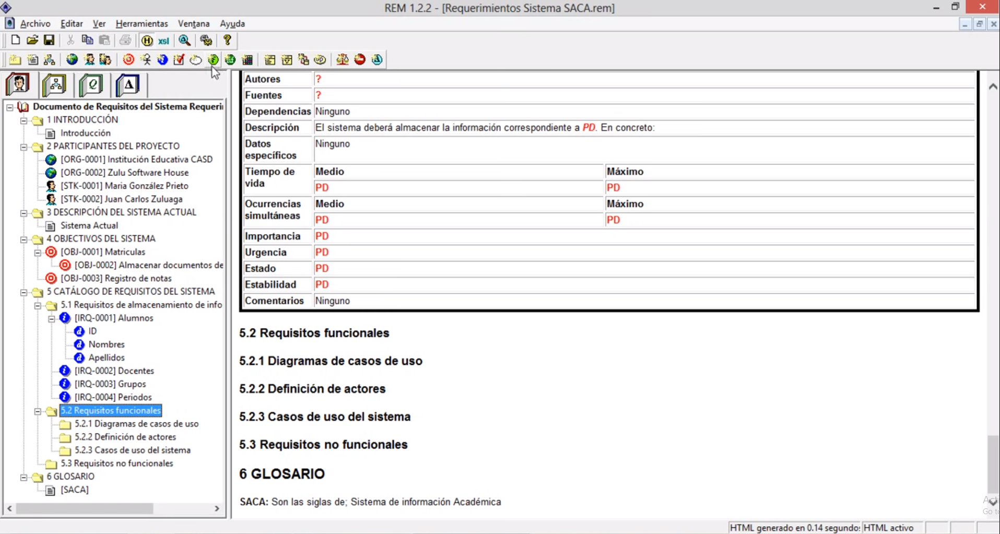 REM 1.2.2 - [Requerimientos Sistema SACA.rem]
Archivo Editar Ver Herramientas Ventana Ayuda
xsl
Documento de Requisitos del Sistema Requeri
1 INTRODUCCIÓN
Introducción
2 PARTICIPANTES DEL PROYECTO
[ORG-0001] Institución Educativa CASD
[ORG-0002] Zulu Software House
[STK-0001] Maria González Prieto
[STK-0002] Juan Carlos Zuluaga
3 DESCRIPCIÓN DEL SISTEMA ACTUAL
Sistema Actual
4 OBJECTIVOS DEL SISTEMA
[OBJ-0001] Matriculas
[OBJ-0002] Almacenar documentos de
[OBJ-0003] Registro de notas
5 CATÁLOGO DE REQUISITOS DEL SISTEMA
5.1 Requisitos de almacenamiento de info
[IRQ-0001] Alumnos
ID
Nombres
Apellidos
[IRQ-0002] Docentes
[IRQ-0003] Grupos
[IRQ-0004] Periodos
5.2 Requisitos funcionales
5.2.1 Diagramas de casos de uso
5.2.2 Definición de actores
5.2.3 Casos de uso del sistema
5.3 Requisitos no funcionales
6 GLOSARIO
[SACA]
Autores ?
Fuentes ?
Dependencias Ninguno
Descripción El sistema deberá almacenar la información correspondiente a PD. En concreto:
Datos específicos Ninguno
Tiempo de vida Medio Máximo
PD PD
Ocurrencias simultáneas Medio Máximo
PD PD
Importancia PD
Urgencia PD
Estado PD
Estabilidad PD
Comentarios Ninguno
5.2 Requisitos funcionales
5.2.1 Diagramas de casos de uso
5.2.2 Definición de actores
5.2.3 Casos de uso del sistema
5.3 Requisitos no funcionales
6 GLOSARIO
SACA: Son las siglas de; Sistema de información Académica
Go to
HTML generado en 0.14 segundo: HTML activo